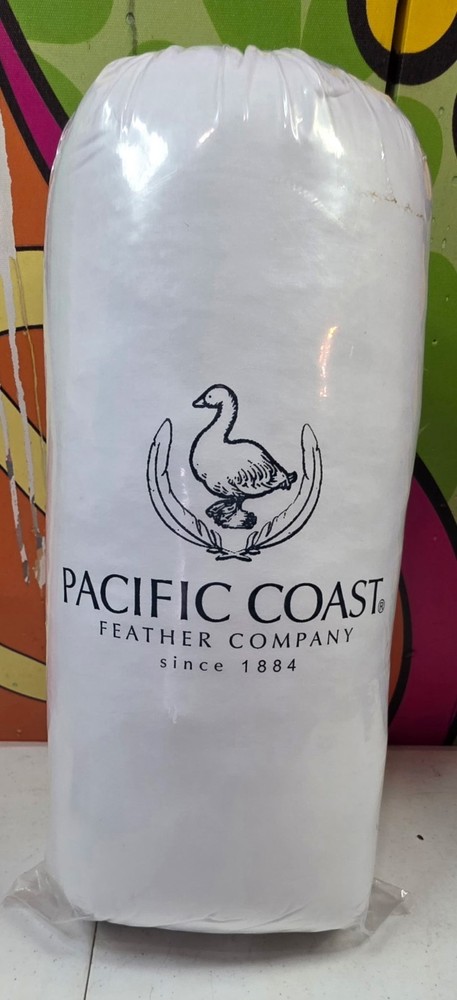 PACIFIC COAST®
FEATHER COMPANY
since 1884